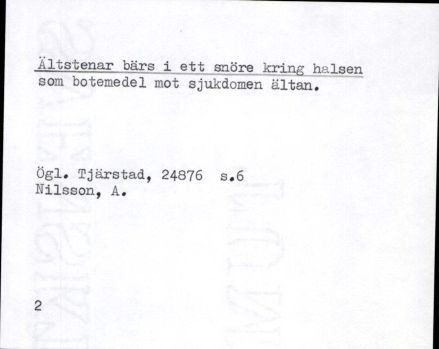 Ältstenar bärs i ett snöre kring halsen
som botemedel mot sjukdomen ältan.
Ögl. Tjärstad, 24876 s.6
Nilsson, A.
2